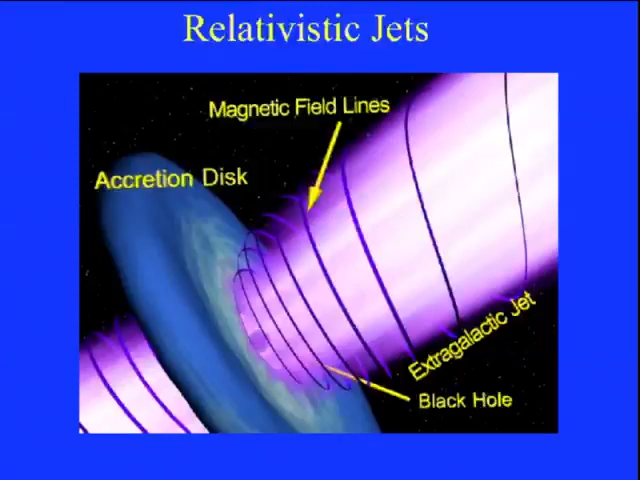 Relativistic Jets
Magnetic Field Lines
Accretion Disk
Extragalactic Jet
Black Hole